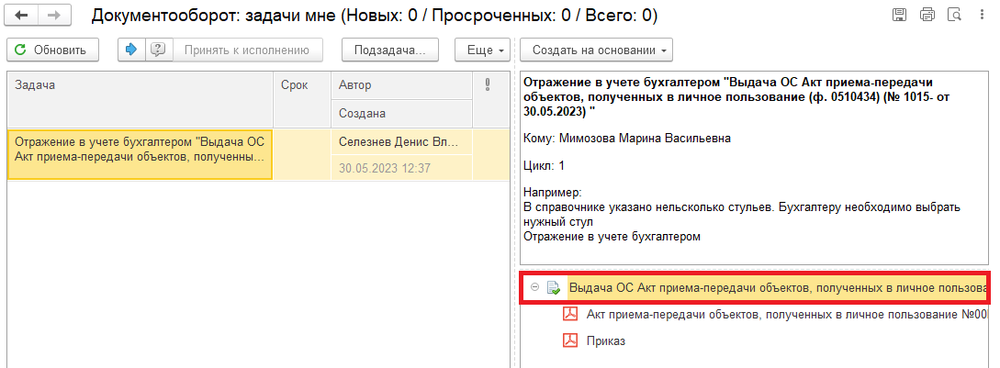 Документооборот: задачи мне (Новых: 0 / Просроченных: 0 / Всего: 0)
Обновить
Принять к исполнению
Подзадача...
Еще
Создать на основании
Задача
Срок
Автор
Создана
Отражение в учете бухгалтером "Выдача ОС
Акт приема-передачи объектов, полученны...
Селезнев Денис Вл...
30.05.2023 12:37
Отражение в учете бухгалтером "Выдача ОС Акт приема-передачи
объектов, полученных в личное пользование (ф. 0510434) (№ 1015- от
30.05.2023) "
Кому: Мимозова Марина Васильевна
Цикл: 1
Например:
В справочнике указано нельсколько стульев. Бухгалтеру необходимо выбрать
нужный стул
Отражение в учете бухгалтером
Выдача ОС Акт приема-передачи объектов, полученных в личное пользова
Акт приема-передачи объектов, полученных в личное пользование №00
Приказ